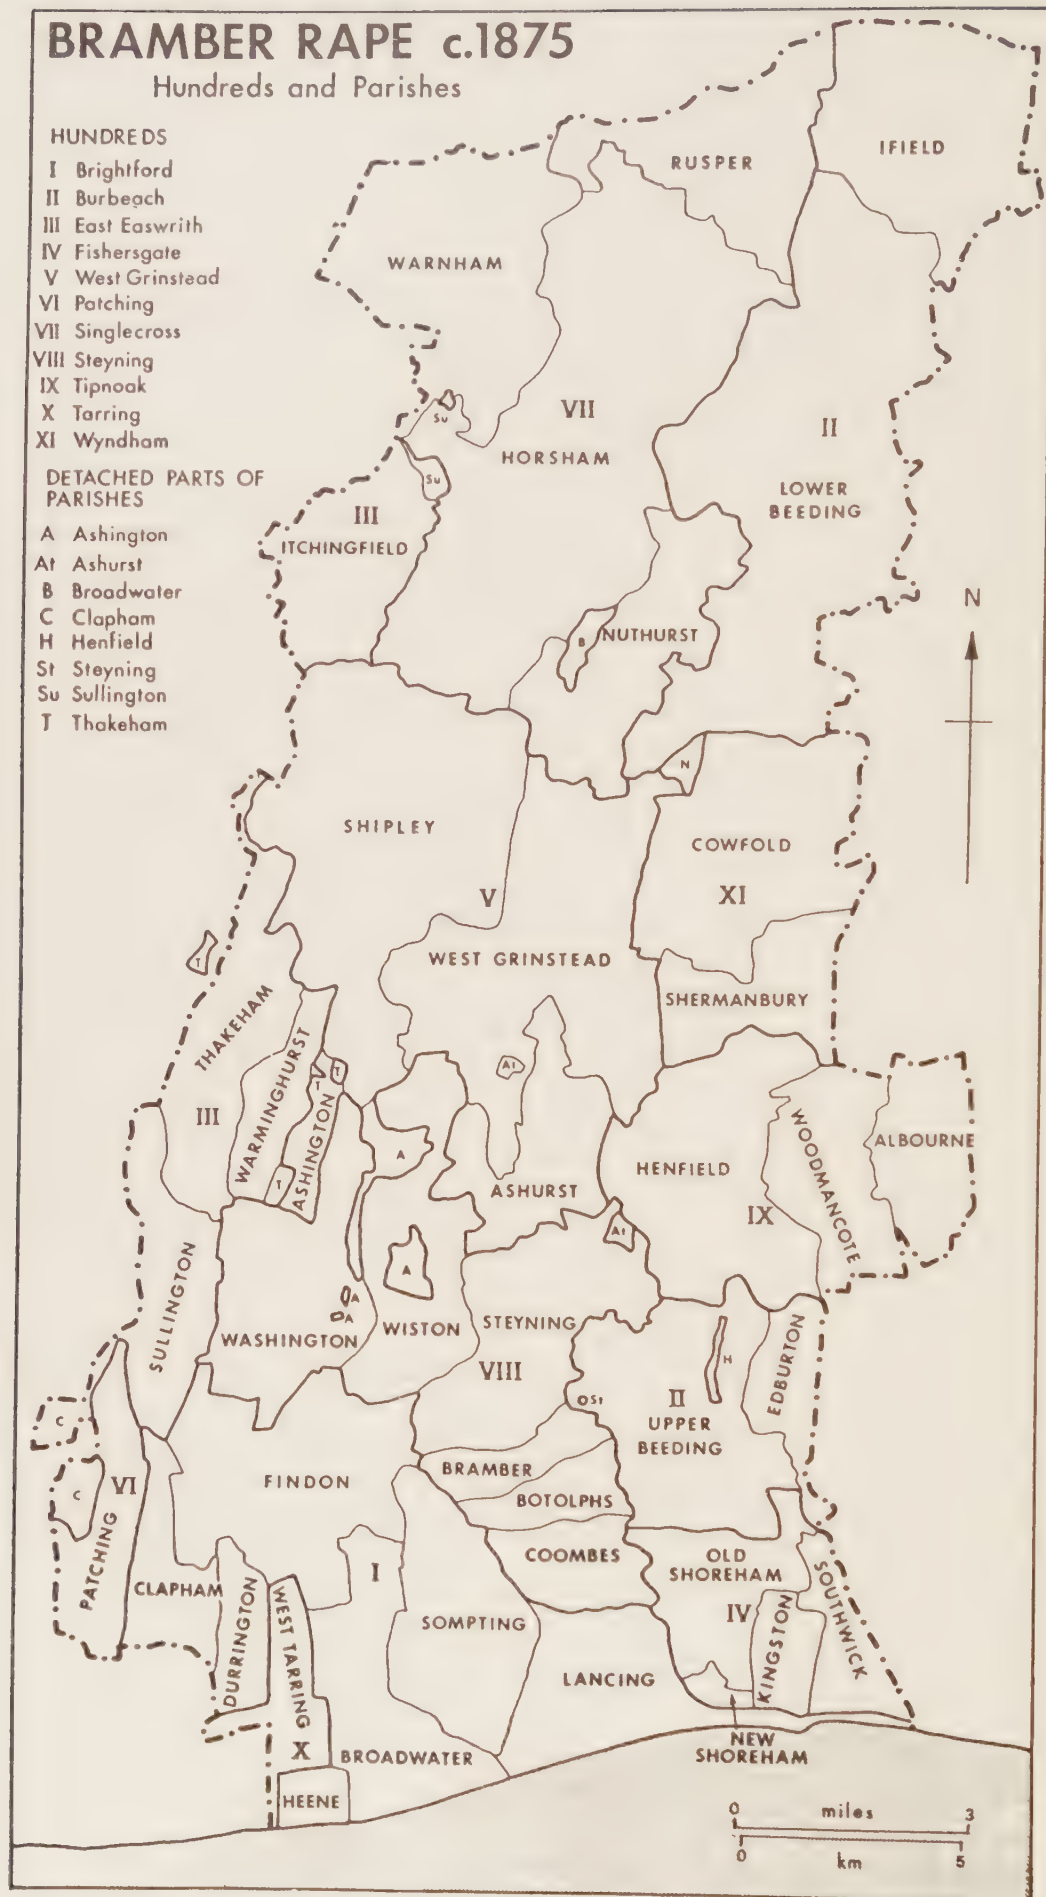 BRAMBER RAPE c.1875
Hundreds and Parishes
HUNDREDS
I Brightford
II Burbeach
III East Easwrith
IV Fishersgate
V West Grinstead
VI Patching
VII Singlecross
VIII Steyning
IX Tipnoak
X Tarring
XI Wyndham
DETACHED PARTS OF
PARISHES
A Ashington
At Ashurst
B Broadwater
C Clapham
H Henfield
St Steyning
Su Sullington
T Thakeham
IFIELD
RUSPER
WARNHAM
Su
VII
II
HORSHAM
Su
LOWER
BEEDING
III
ITCHINGFIELD
N
B
NUTHURST
N
SHIPLEY
COWFOLD
V
XI
T
WEST GRINSTEAD
SHERMANBURY
THAKEHAM
WARMINGHURST
T
T
At
III
ASHINGTON
WOODMANCOTE
ALBOURNE
A
HENFIELD
T
ASHURST
IX
At
A
SULLINGTON
A
A
WASHINGTON
WISTON
STEYNING
EDBURTON
H
VIII
II
St
C
UPPER
BEEDING
FINDON
BRAMBER
VI
C
BOTOLPHS
PATCHING
COOMBES
OLD
SHOREHAM
I
CLAPHAM
DURRINGTON
WEST TARRING
SOMPTING
IV
KINGSTON
SOUTHWICK
LANCING
X
BROADWATER
NEW
SHOREHAM
HEENE
0 miles 3
0 km 5